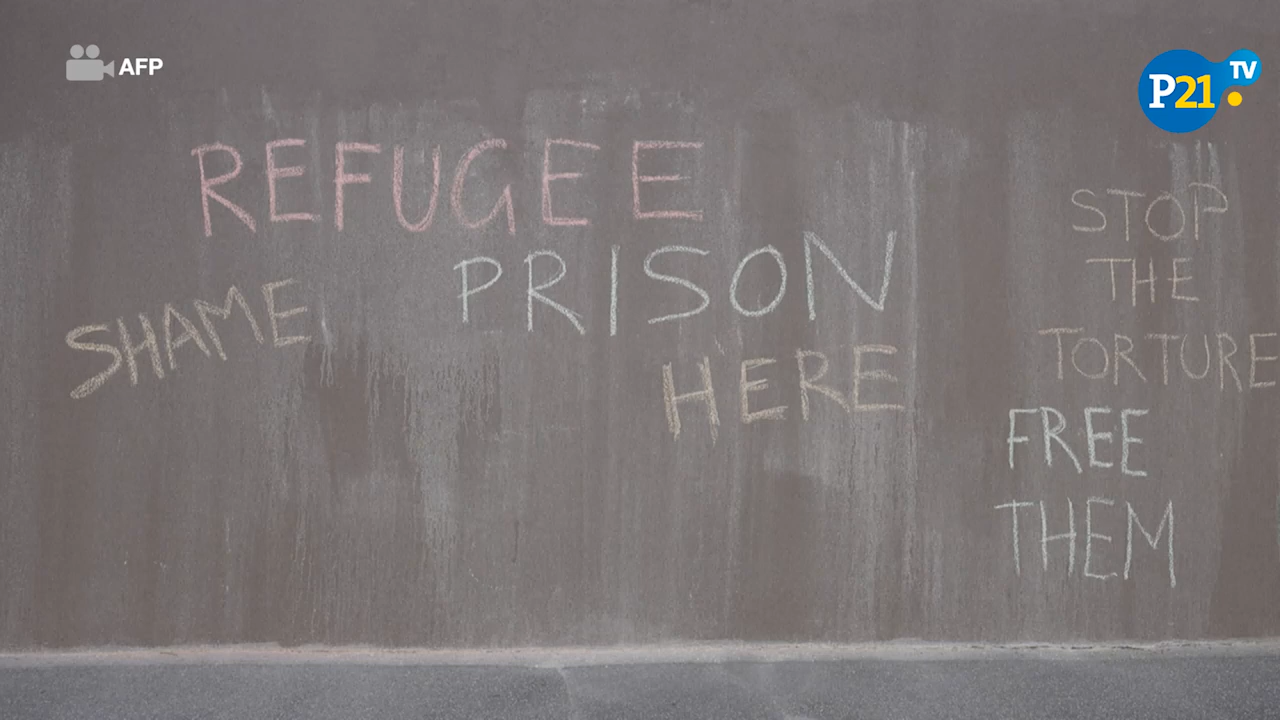 AFP
P21
TV
REFUGEE
PRISON
HERE
SHAME
STOP
THE
TORTURE
FREE
THEM